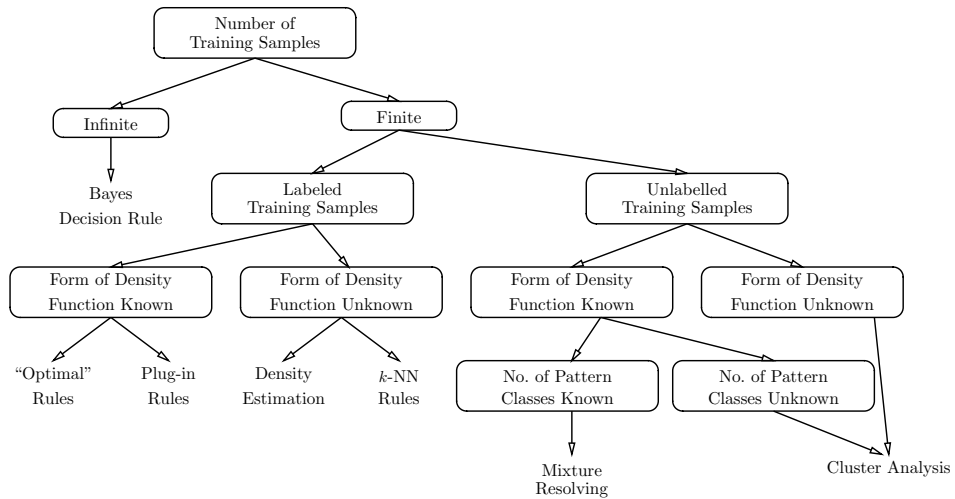 Number of
Training Samples
Infinite
Finite
Bayes
Decision Rule
Labeled
Training Samples
Unlabelled
Training Samples
Form of Density
Function Known
Form of Density
Function Unknown
Form of Density
Function Known
Form of Density
Function Unknown
“Optimal”
Rules
Plug-in
Rules
Density
Estimation
k-NN
Rules
No. of Pattern
Classes Known
No. of Pattern
Classes Unknown
Mixture
Resolving
Cluster Analysis